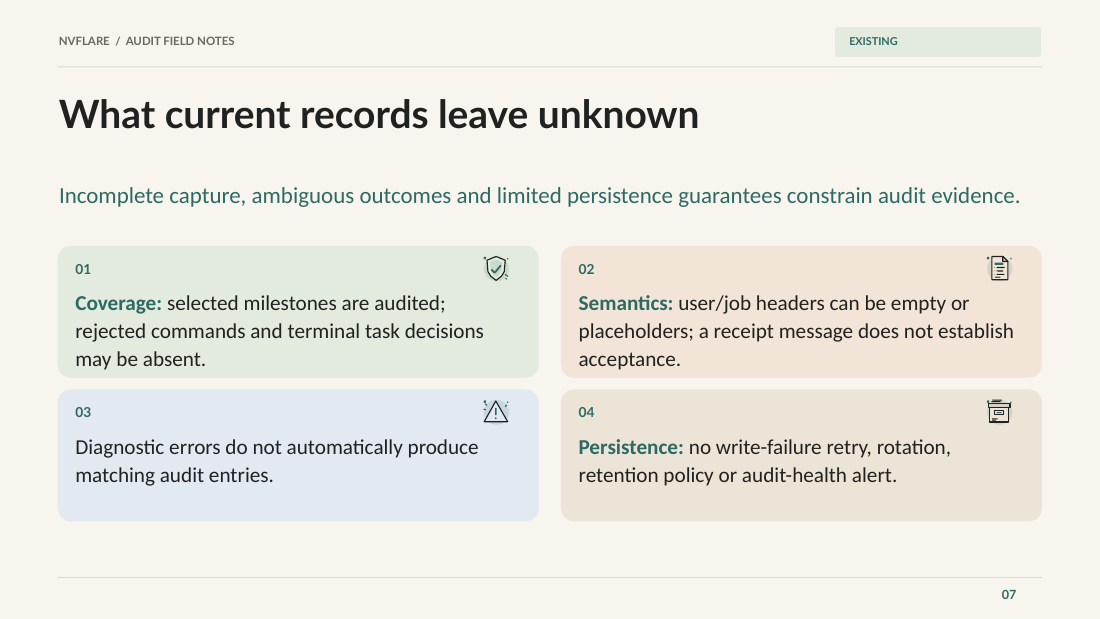 NVFLARE / AUDIT FIELD NOTES
EXISTING
What current records leave unknown
Incomplete capture, ambiguous outcomes and limited persistence guarantees constrain audit evidence.
01
Coverage: selected milestones are audited;
rejected commands and terminal task decisions
may be absent.
02
Semantics: user/job headers can be empty or
placeholders; a receipt message does not establish
acceptance.
03
Diagnostic errors do not automatically produce
matching audit entries.
04
Persistence: no write-failure retry, rotation,
retention policy or audit-health alert.
07